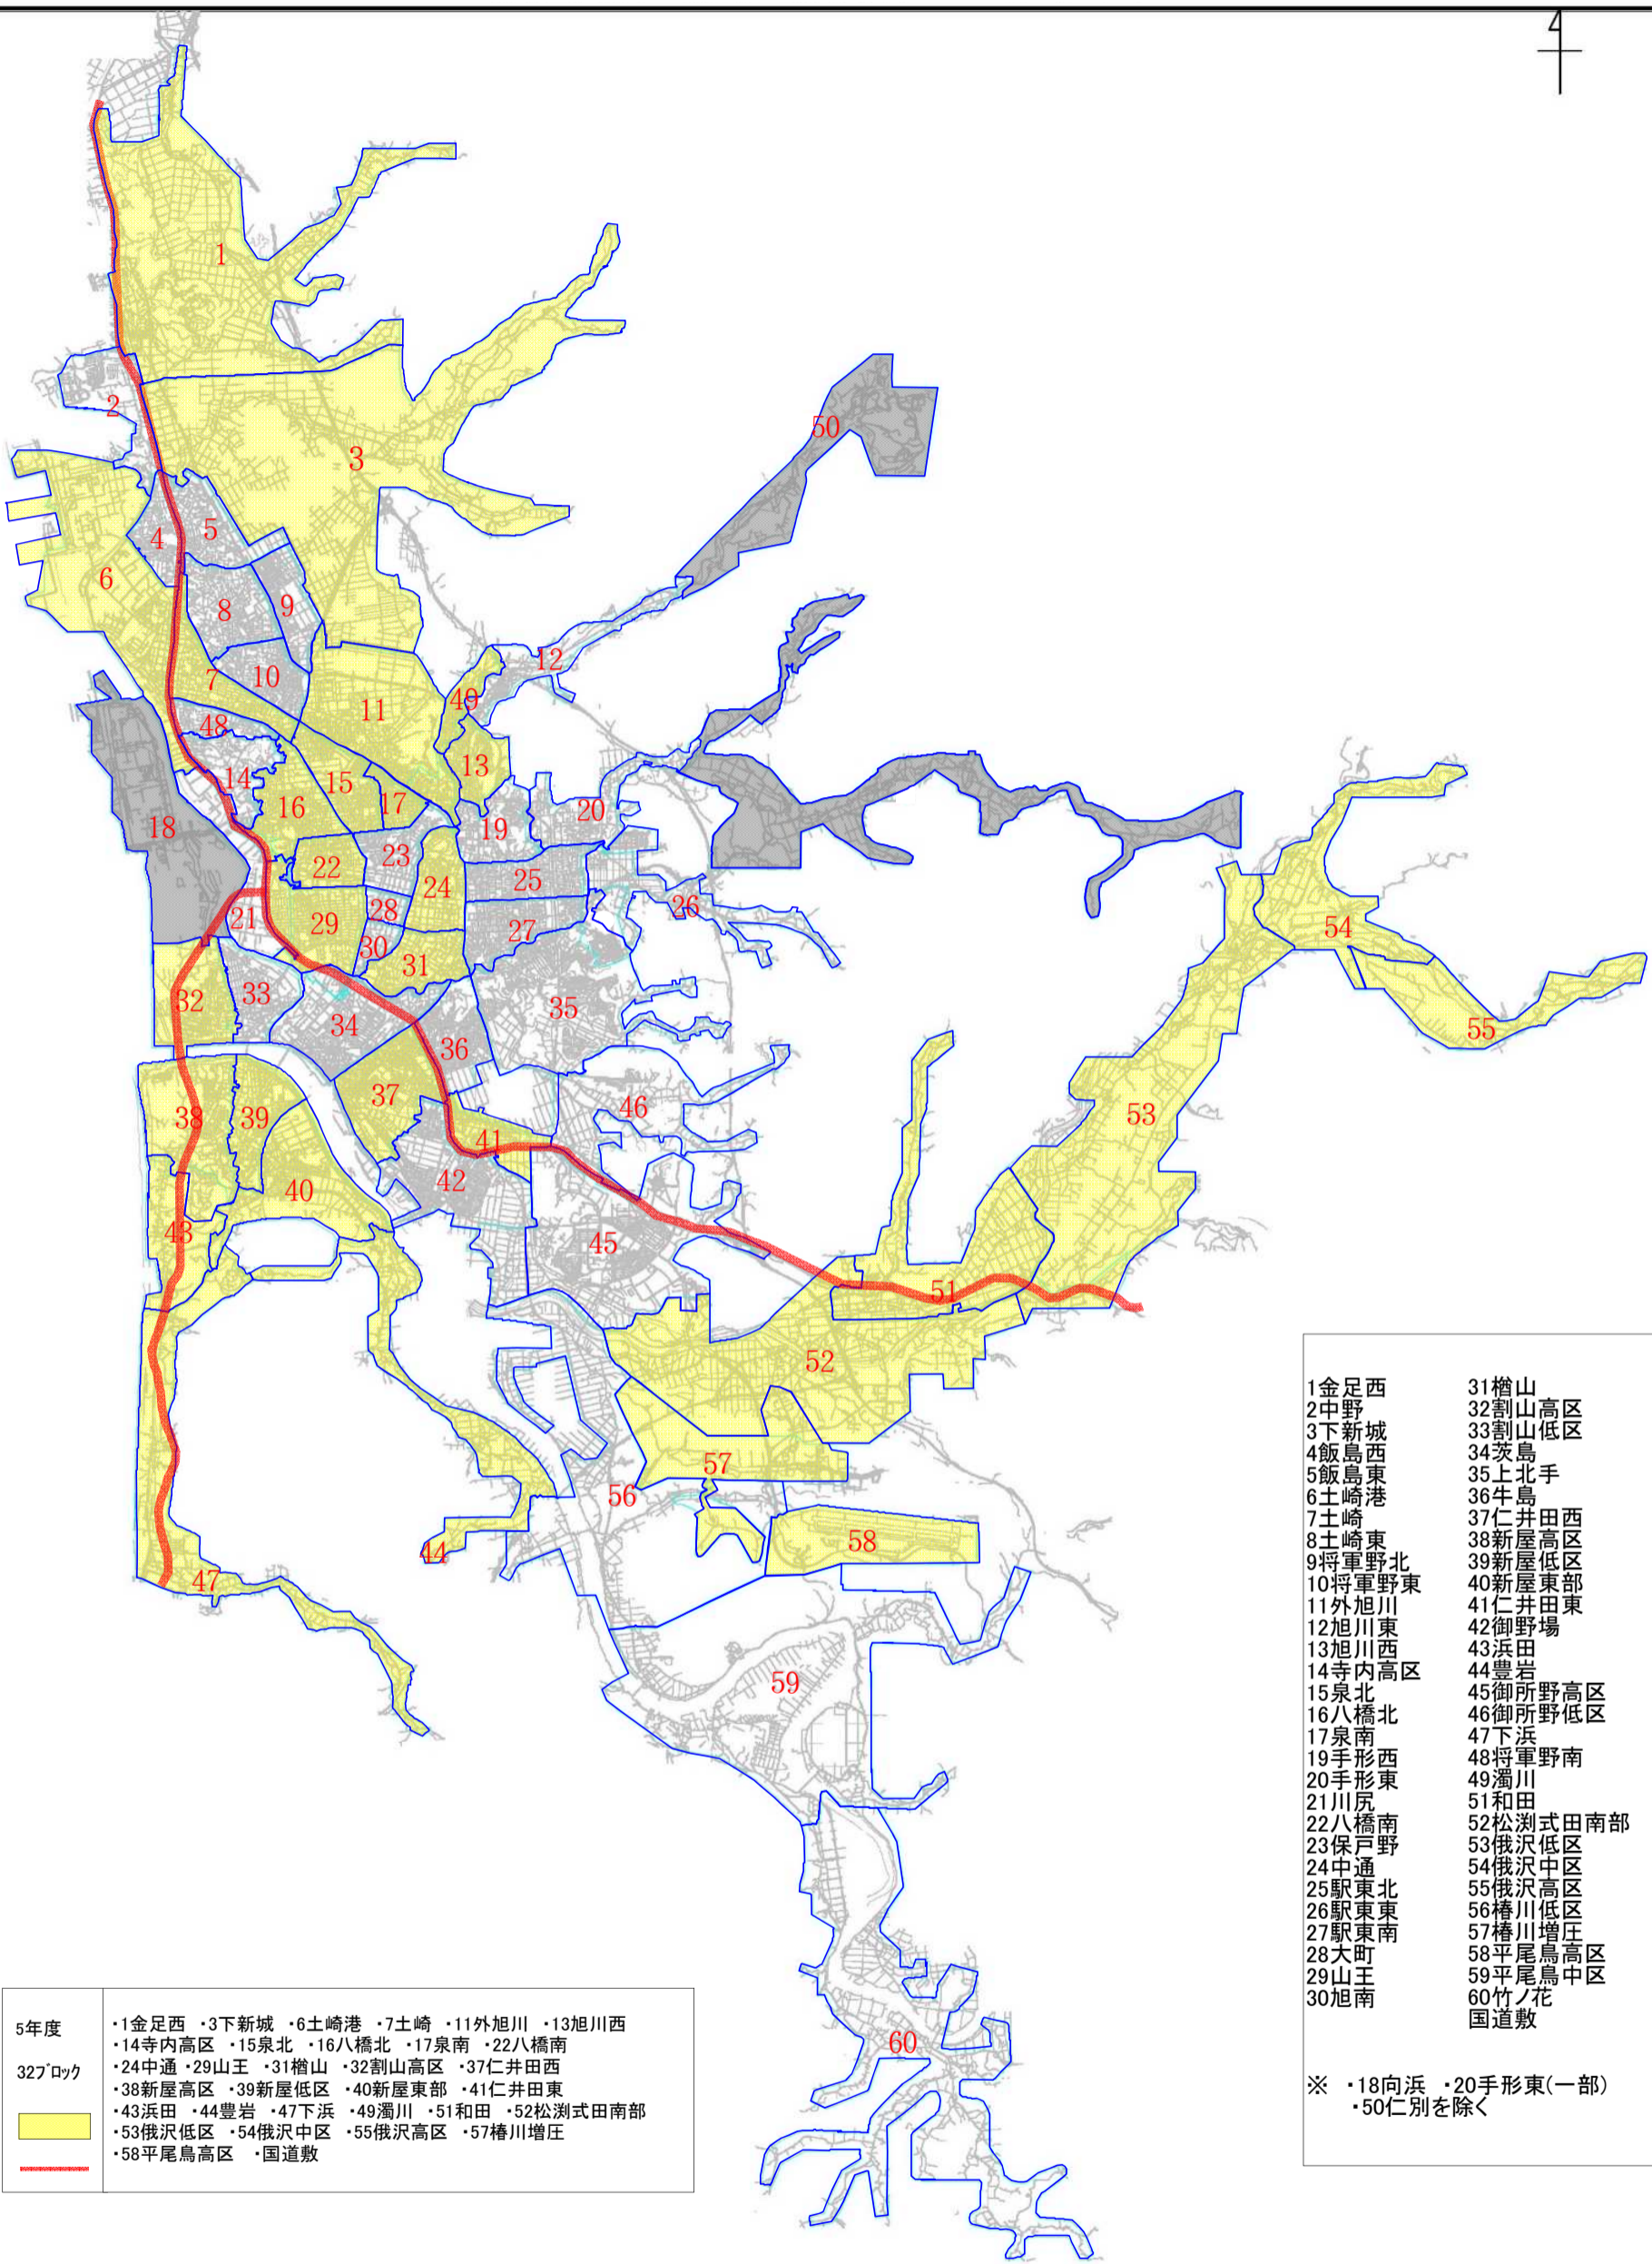 4
1
2
3
50
4
5
6
8
9
12
7
10
49
11
48
13
14
15
16
17
18
19
20
22
23
24
25
21
29
28
26
27
30
31
54
32
33
34
35
55
36
37
38
39
46
53
41
42
40
43
45
51
52
57
56
44
58
47
59
60
1金足西
2中野
3下新城
4飯島西
5飯島東
6土崎港
7土崎
8土崎東
9将軍野北
10将軍野東
11外旭川
12旭川東
13旭川西
14寺内高区
15泉北
16八橋北
17泉南
19手形西
20手形東
21川尻
22八橋南
23保戸野
24中通
25駅東北
26駅東東
27駅東南
28大町
29山王
30旭南
31楢山
32割山高区
33割山低区
34茨島
35上北手
36牛島
37仁井田西
38新屋高区
39新屋低区
40新屋東部
41仁井田東
42御野場
43浜田
44豊岩
45御所野高区
46御所野低区
47下浜
48将軍野南
49濁川
51和田
52松渕式田南部
53俄沢低区
54俄沢中区
55俄沢高区
56椿川低区
57椿川増圧
58平尾鳥高区
59平尾鳥中区
60竹ノ花
国道敷
※ ・18向浜 ・20手形東(一部)
・50仁別を除く
5年度
32ブロック
・1金足西 ・3下新城 ・6土崎港 ・7土崎 ・11外旭川 ・13旭川西
・14寺内高区 ・15泉北 ・16八橋北 ・17泉南 ・22八橋南
・24中通 ・29山王 ・31楢山 ・32割山高区 ・37仁井田西
・38新屋高区 ・39新屋低区 ・40新屋東部 ・41仁井田東
・43浜田 ・44豊岩 ・47下浜 ・49濁川 ・51和田 ・52松渕式田南部
・53俄沢低区 ・54俄沢中区 ・55俄沢高区 ・57椿川増圧
・58平尾鳥高区 ・国道敷